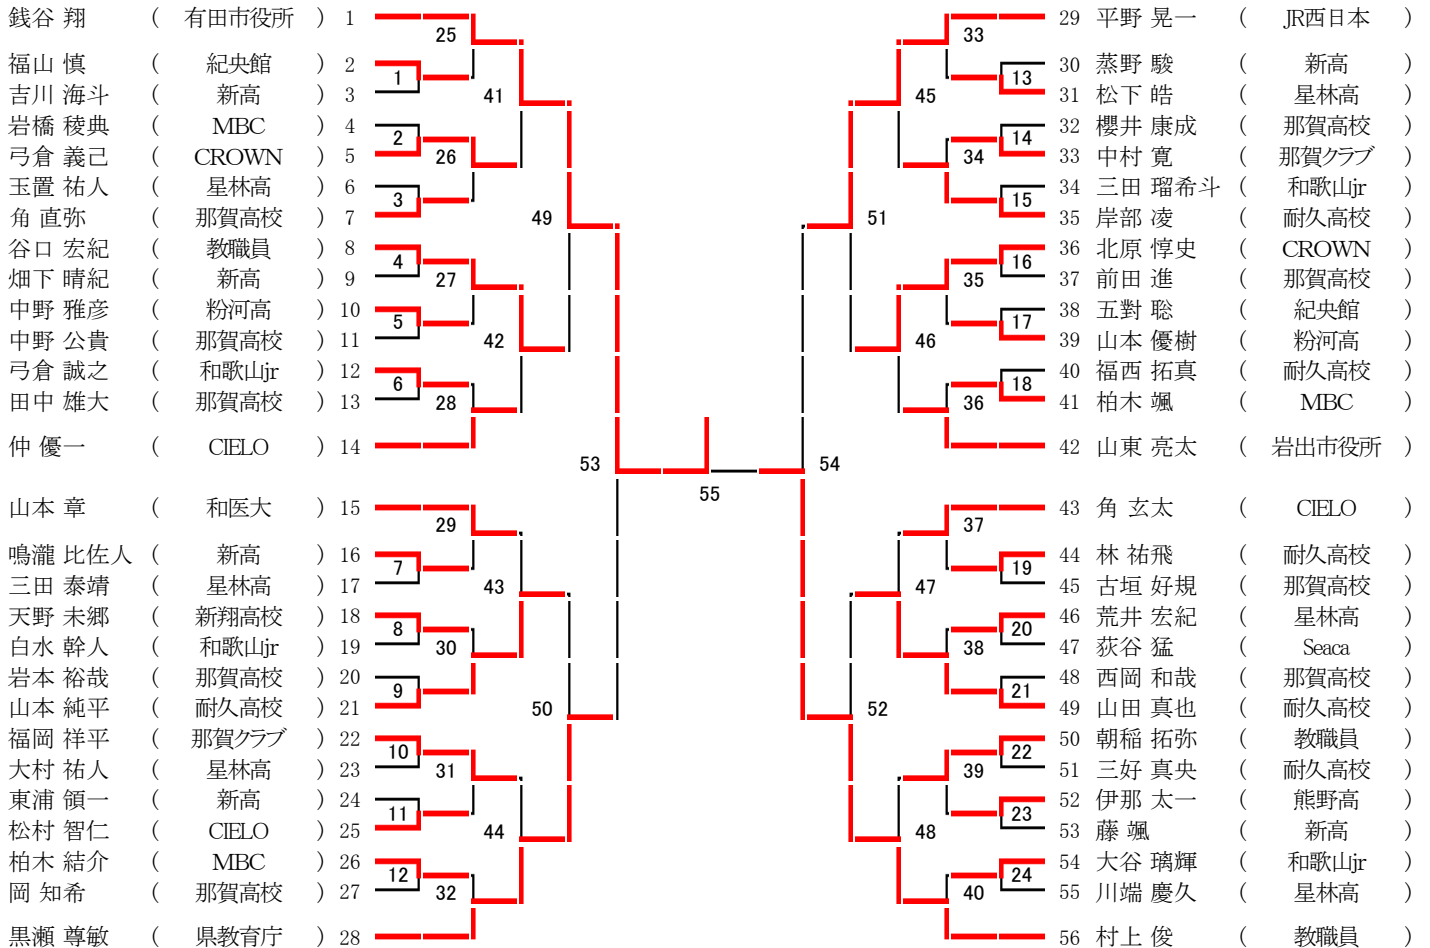 銭谷 翔 ( 有田市役所 ) 1
福山 慎 ( 紀央館 ) 2
吉川 海斗 ( 新高 ) 3
岩橋 稜典 ( MBC ) 4
弓倉 義己 ( CROWN ) 5
玉置 祐人 ( 星林高 ) 6
角 直弥 ( 那賀高校 ) 7
谷口 宏紀 ( 教職員 ) 8
畑下 晴紀 ( 新高 ) 9
中野 雅彦 ( 粉河高 ) 10
中野 公貴 ( 那賀高校 ) 11
弓倉 誠之 ( 和歌山jr ) 12
田中 雄大 ( 那賀高校 ) 13
仲 優一 ( CIELO ) 14
山本 章 ( 和医大 ) 15
鳴瀧 比佐人 ( 新高 ) 16
三田 泰靖 ( 星林高 ) 17
天野 未郷 ( 新翔高校 ) 18
白水 幹人 ( 和歌山jr ) 19
岩本 裕哉 ( 那賀高校 ) 20
山本 純平 ( 耐久高校 ) 21
福岡 祥平 ( 那賀クラブ ) 22
大村 祐人 ( 星林高 ) 23
東浦 領一 ( 新高 ) 24
松村 智仁 ( CIELO ) 25
柏木 結介 ( MBC ) 26
岡 知希 ( 那賀高校 ) 27
黒瀬 尊敏 ( 県教育庁 ) 28
1
2
3
4
5
6
7
8
9
10
11
12
25
26
27
28
29
30
31
32
41
42
43
44
49
50
53
55
54
51
52
45
46
47
48
33
34
35
36
37
38
39
40
13
14
15
16
17
18
19
20
21
22
23
24
29 平野 晃一 ( JR西日本 )
30 蒸野 駿 ( 新高 )
31 松下 皓 ( 星林高 )
32 櫻井 康成 ( 那賀高校 )
33 中村 寛 ( 那賀クラブ )
34 三田 瑠希斗 ( 和歌山jr )
35 岸部 凌 ( 耐久高校 )
36 北原 惇史 ( CROWN )
37 前田 進 ( 那賀高校 )
38 五對 聡 ( 紀央館 )
39 山本 優樹 ( 粉河高 )
40 福西 拓真 ( 耐久高校 )
41 柏木 颯 ( MBC )
42 山東 亮太 ( 岩出市役所 )
43 角 玄太 ( CIELO )
44 林 祐飛 ( 耐久高校 )
45 古垣 好規 ( 那賀高校 )
46 荒井 宏紀 ( 星林高 )
47 荻谷 猛 ( Seaca )
48 西岡 和哉 ( 那賀高校 )
49 山田 真也 ( 耐久高校 )
50 朝稲 拓弥 ( 教職員 )
51 三好 真央 ( 耐久高校 )
52 伊那 太一 ( 熊野高 )
53 藤 颯 ( 新高 )
54 大谷 璃輝 ( 和歌山jr )
55 川端 慶久 ( 星林高 )
56 村上 俊 ( 教職員 )